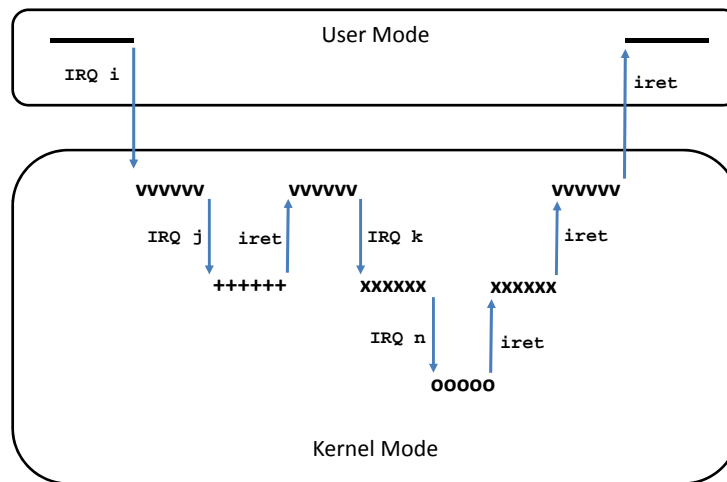 User Mode
IRQ i
iret
vvvvvv vvvvvv vvvvvv
IRQ j iret IRQ k iret
++++++ xxxxxx xxxxxx
IRQ n iret
ooooo
Kernel Mode